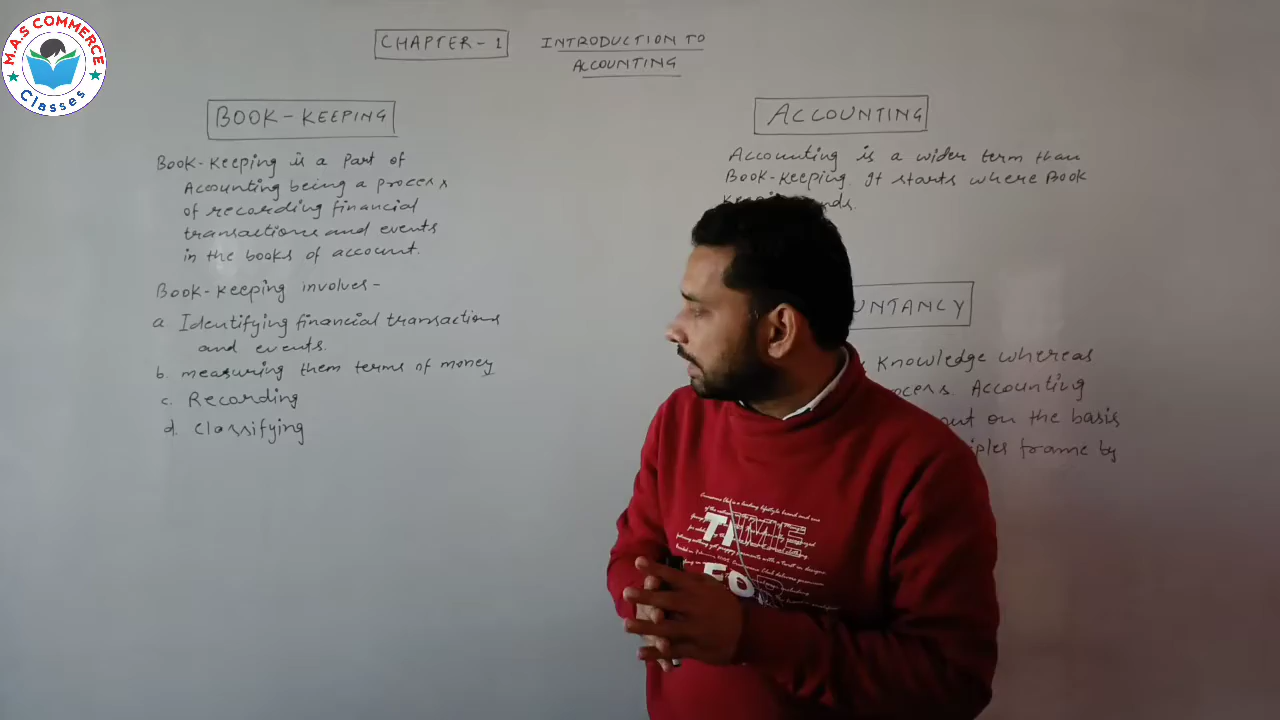 M.A.S COMMERCE
Classes
CHAPTER - 1
INTRODUCTION TO
ACCOUNTING
BOOK - KEEPING
Book-Keeping is a part of
Accounting being a process
of recording financial
transactions and events
in the books of account.
Book-Keeping involves -
a. Identifying financial transactions
and events.
b. measuring them terms of money
c. Recording
d. Classifying
ACCOUNTING
Accounting is a wider term than
Book-Keeping. It starts where Book
UNTANCY
Knowledge whereas
Accounting
on the basis
frame by
TIME
FOR